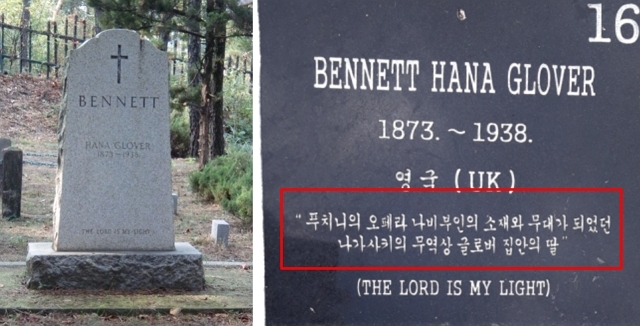 BENNETT
HANA GLOVER
1873~1938
THE LORD IS MY LIGHT
16
BENNETT HANA GLOVER
1873. ~ 1938.
영국 (UK)
“ 푸치니의 오페라 나비부인의 소재와 무대가 되었던
나가사키의 무역상 글로버 집안의 딸 ”
(THE LORD IS MY LIGHT)